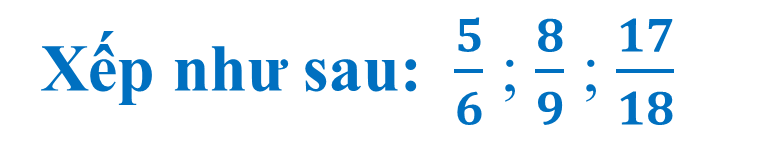 Xếp như sau: 5/6 ; 8/9 ; 17/18